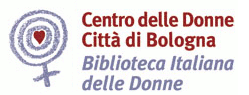 Centro delle Donne
Città di Bologna
Biblioteca Italiana
delle Donne